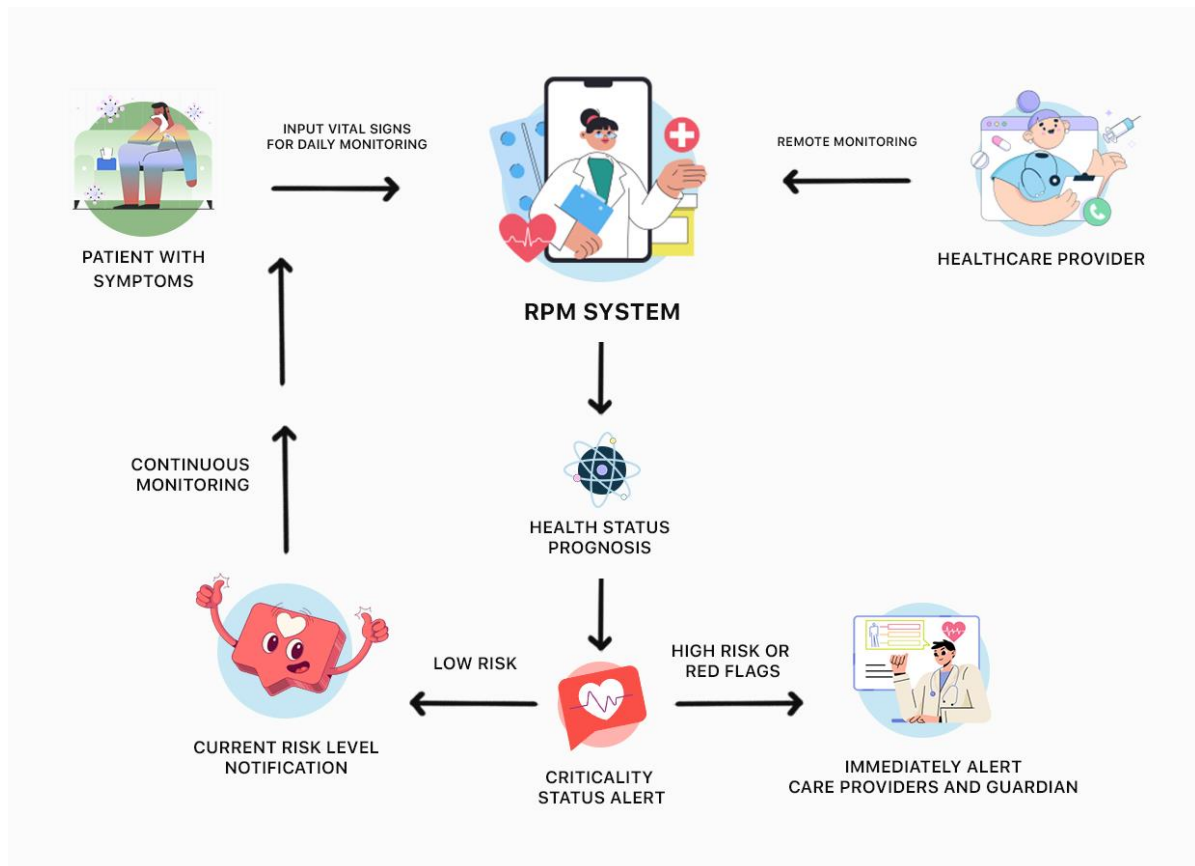 INPUT VITAL SIGNS
FOR DAILY MONITORING
REMOTE MONITORING
PATIENT WITH
SYMPTOMS
HEALTHCARE PROVIDER
RPM SYSTEM
CONTINUOUS
MONITORING
HEALTH STATUS
PROGNOSIS
LOW RISK
HIGH RISK OR
RED FLAGS
CURRENT RISK LEVEL
NOTIFICATION
CRITICALITY
STATUS ALERT
IMMEDIATELY ALERT
CARE PROVIDERS AND GUARDIAN